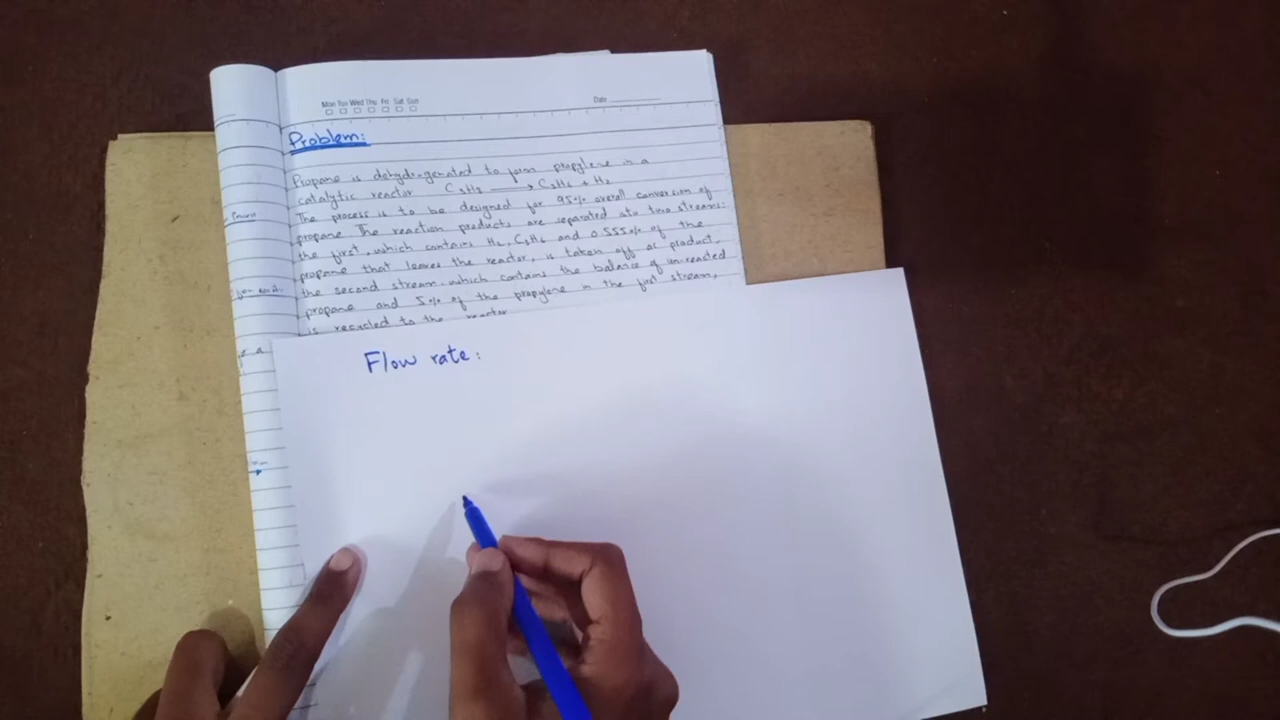 Mon Tue Wed Thu Fri Sat Sun
Date
Problem:
Propane is dehydrogenated to form propylene in a
catalytic reactor C3H8 → C3H6 + H2
The process is to be designed for 95% overall conversion of
propane The reaction products are separated into two streams:
the first, which contains H2, C3H6 and 0.555% of the
propane that leaves the reactor, is taken off as product
the second stream, which contains the balance of unreacted
propane and 5% of the propylene in the first stream,
is recycled to the reactor
Flow rate: